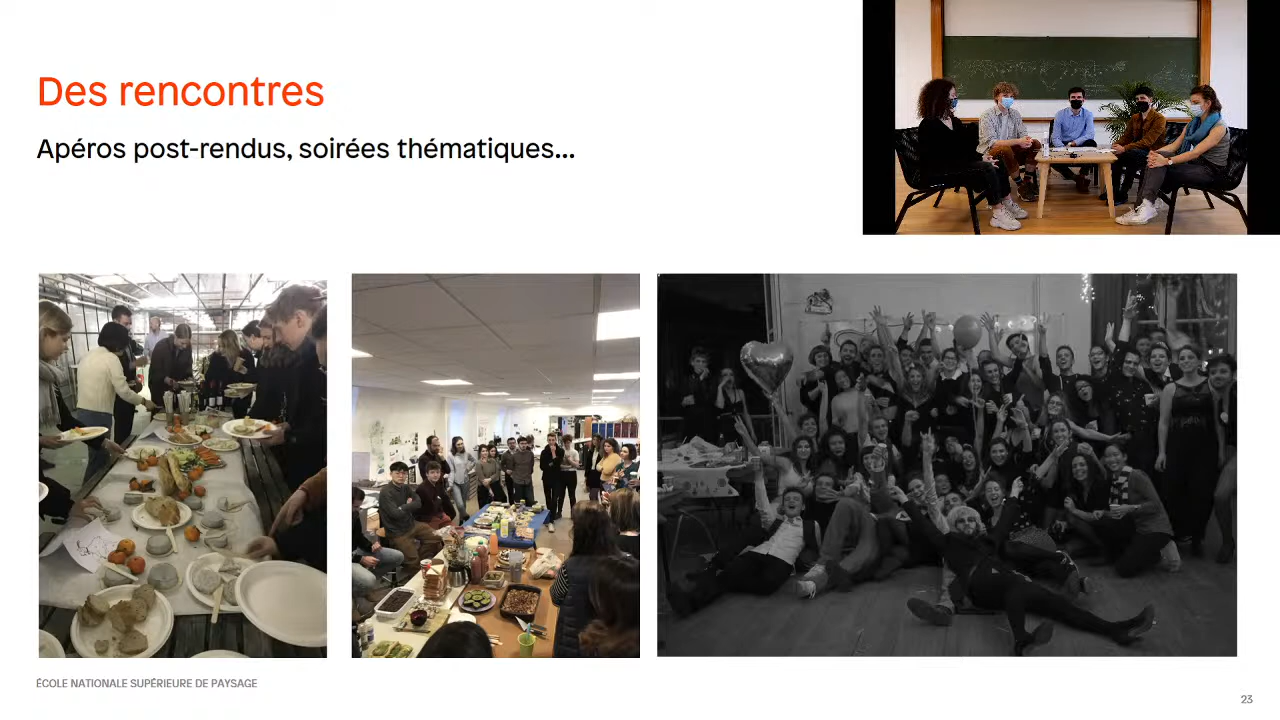 Des rencontres
Apéros post-rendus, soirées thématiques...
ÉCOLE NATIONALE SUPÉRIEURE DE PAYSAGE
23